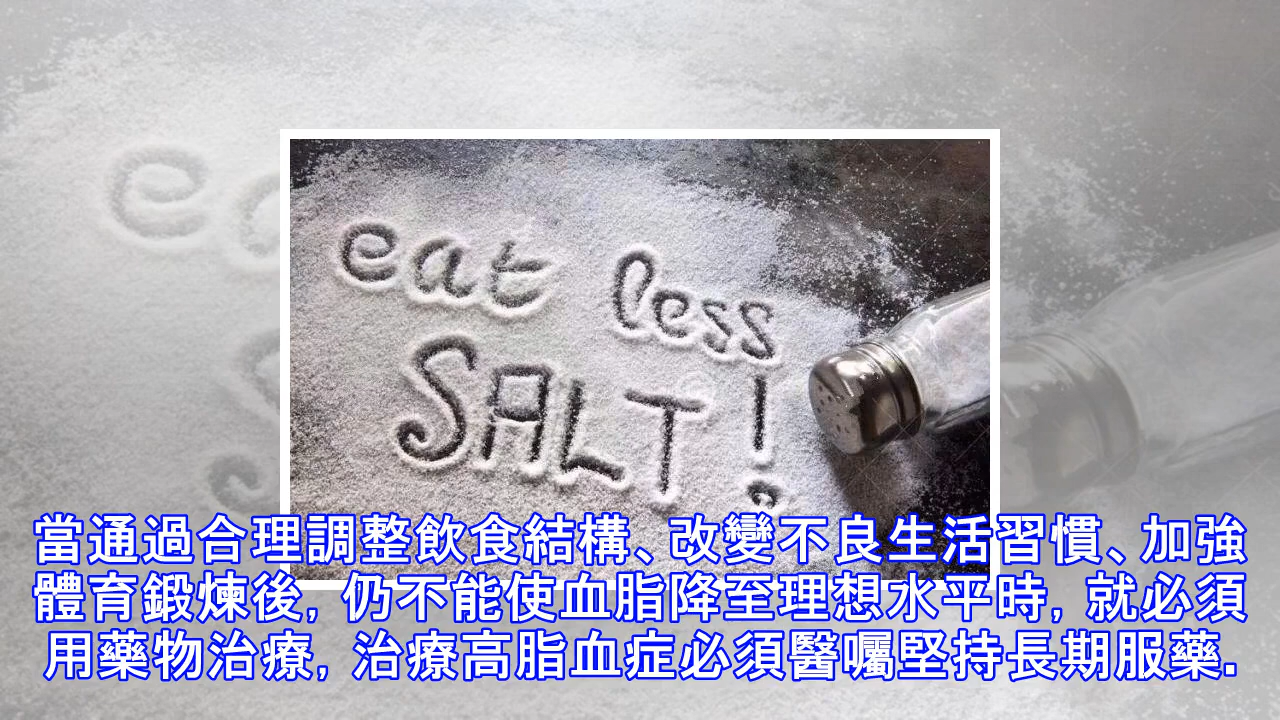 eat less
SALT!
當通過合理調整飲食結構、改變不良生活習慣、加強
體育鍛煉後, 仍不能使血脂降至理想水平時, 就必須
用藥物治療, 治療高脂血症必須醫囑堅持長期服藥.